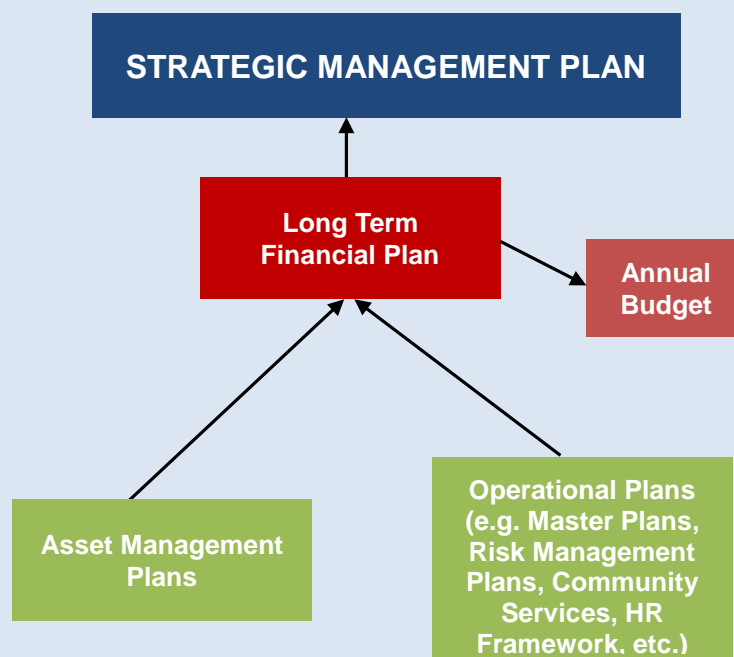 STRATEGIC MANAGEMENT PLAN
Long Term
Financial Plan
Annual
Budget
Asset Management
Plans
Operational Plans
(e.g. Master Plans,
Risk Management
Plans, Community
Services, HR
Framework, etc.)